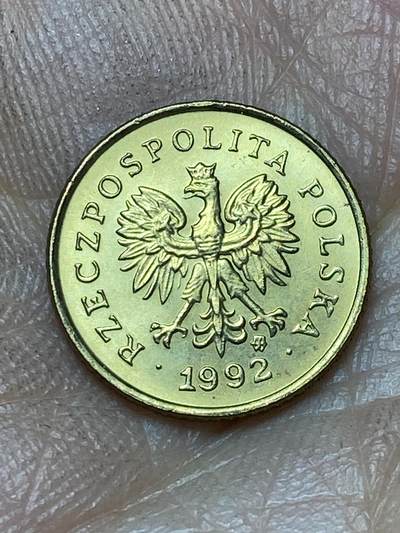 RZECZPOSPOLITA POLSKA
· 1992 ·